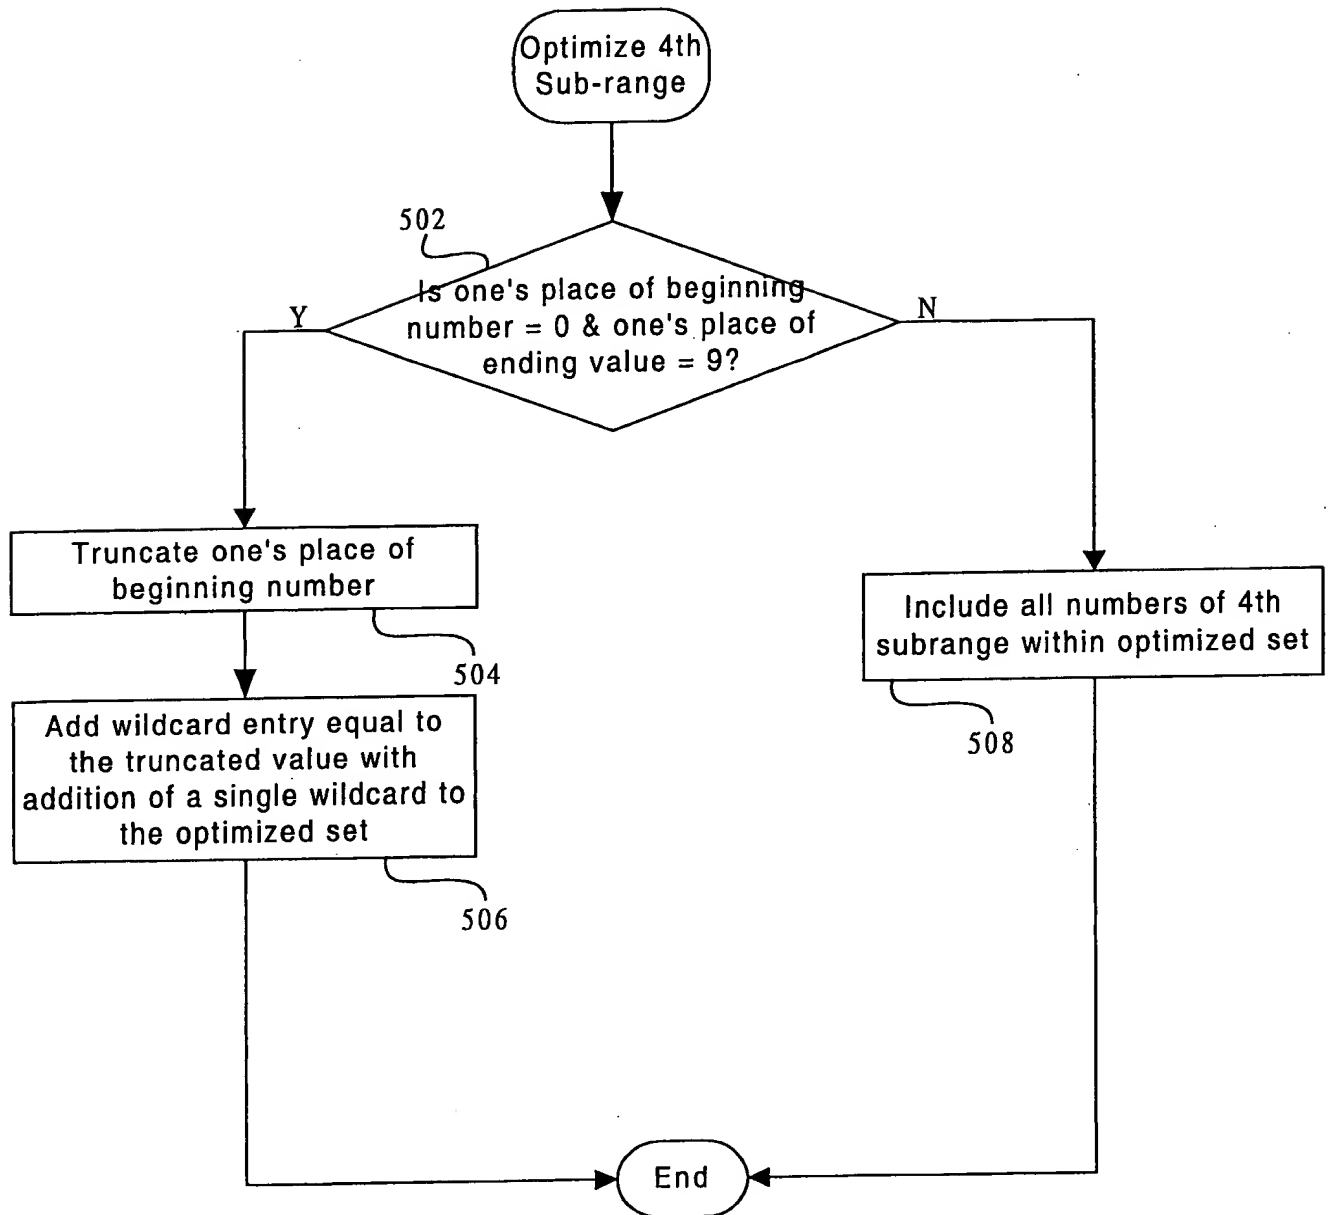 Optimize 4th
Sub-range
502
Is one's place of beginning
number = 0 & one's place of
ending value = 9?
Y
N
Truncate one's place of
beginning number
504
Add wildcard entry equal to
the truncated value with
addition of a single wildcard to
the optimized set
506
Include all numbers of 4th
subrange within optimized set
508
End